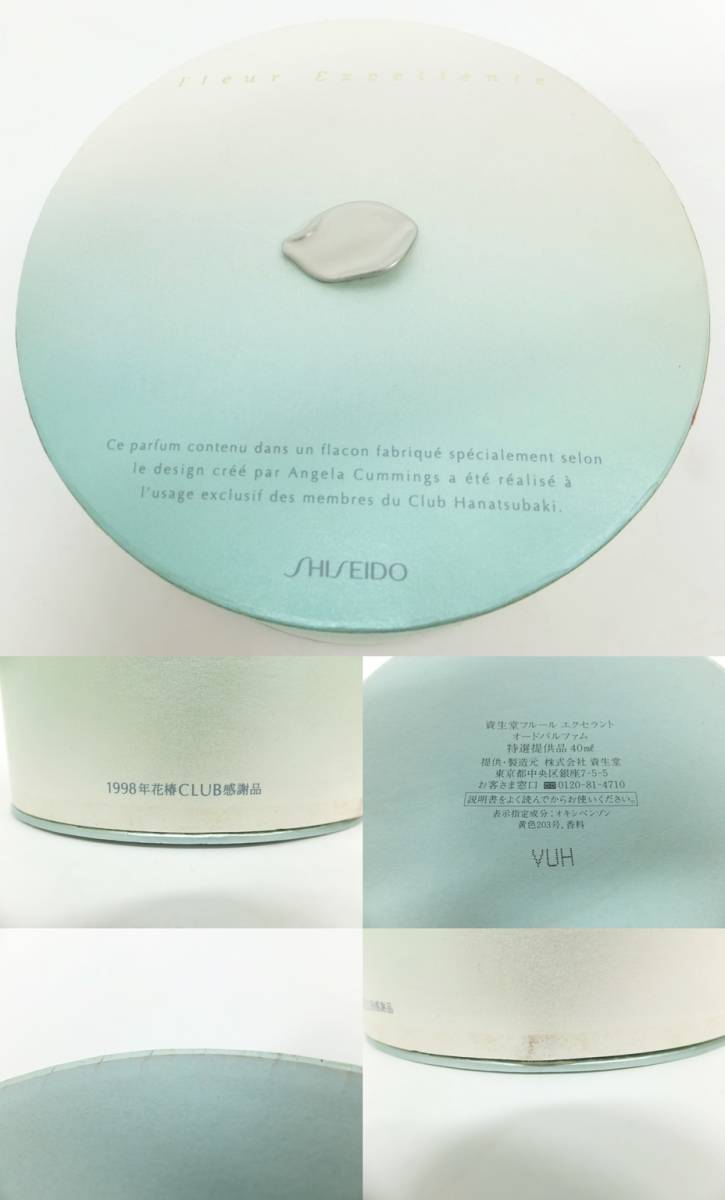 Fleur Excellente
Ce parfum contenu dans un flacon fabriqué spécialement selon
le design créé par Angela Cummings a été réalisé à
l'usage exclusif des membres du Club Hanatsubaki.
SHISEIDO
1998年花椿CLUB感謝品
資生堂フルール エクセラント
オードパルファム
特選提供品 40㎖
提供・製造元 株式会社 資生堂
東京都中央区銀座7-5-5
お客さま窓口 0120-81-4710
説明書をよく読んでからお使いください。
表示指定成分；オキシベンゾン
黄色203号，香料
VUH
感謝品